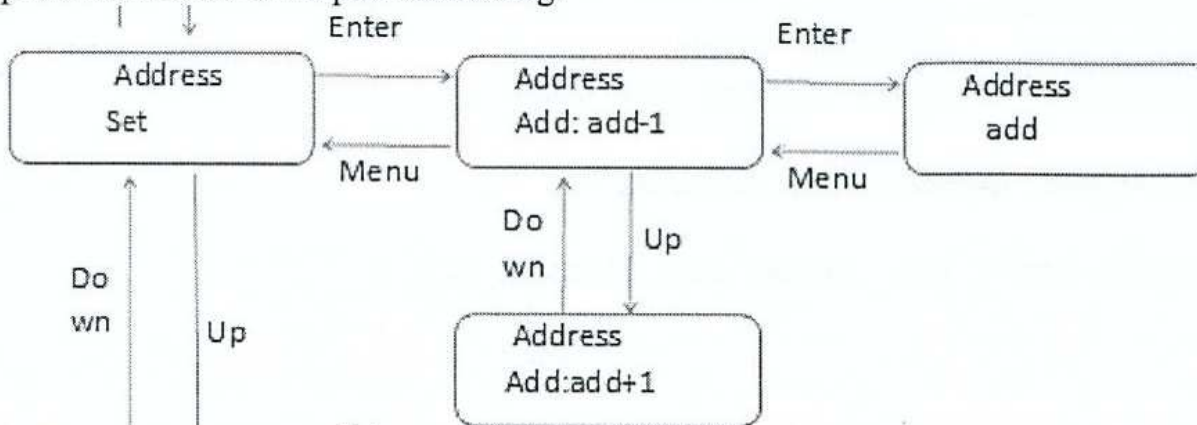 Enter
Enter
Address
Set
Address
Add: add-1
Address
add
Menu
Menu
Do
wn
Up
Do
wn
Up
Address
Add:add+1